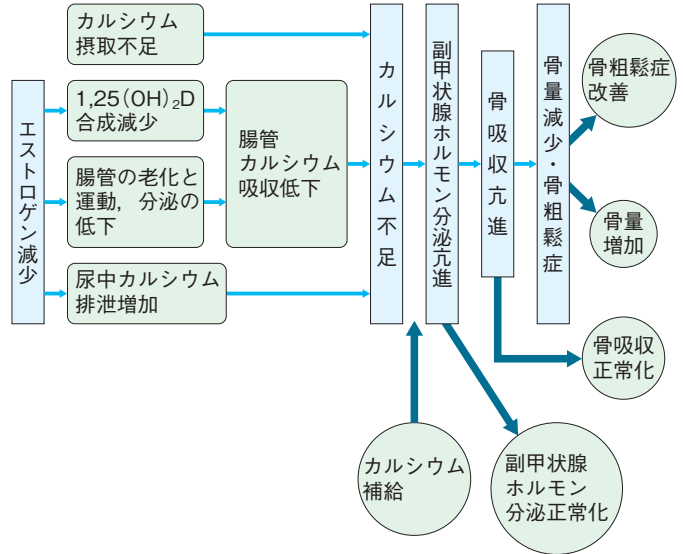 カルシウム
摂取不足
エストロゲン減少
1,25(OH)₂D
合成減少
腸管の老化と
運動，分泌の
低下
尿中カルシウム
排泄増加
腸管
カルシウム
吸収低下
カルシウム不足
副甲状腺ホルモン分泌亢進
骨吸収亢進
骨量減少・骨粗鬆症
骨粗鬆症
改善
骨量
増加
骨吸収
正常化
カルシウム
補給
副甲状腺
ホルモン
分泌正常化